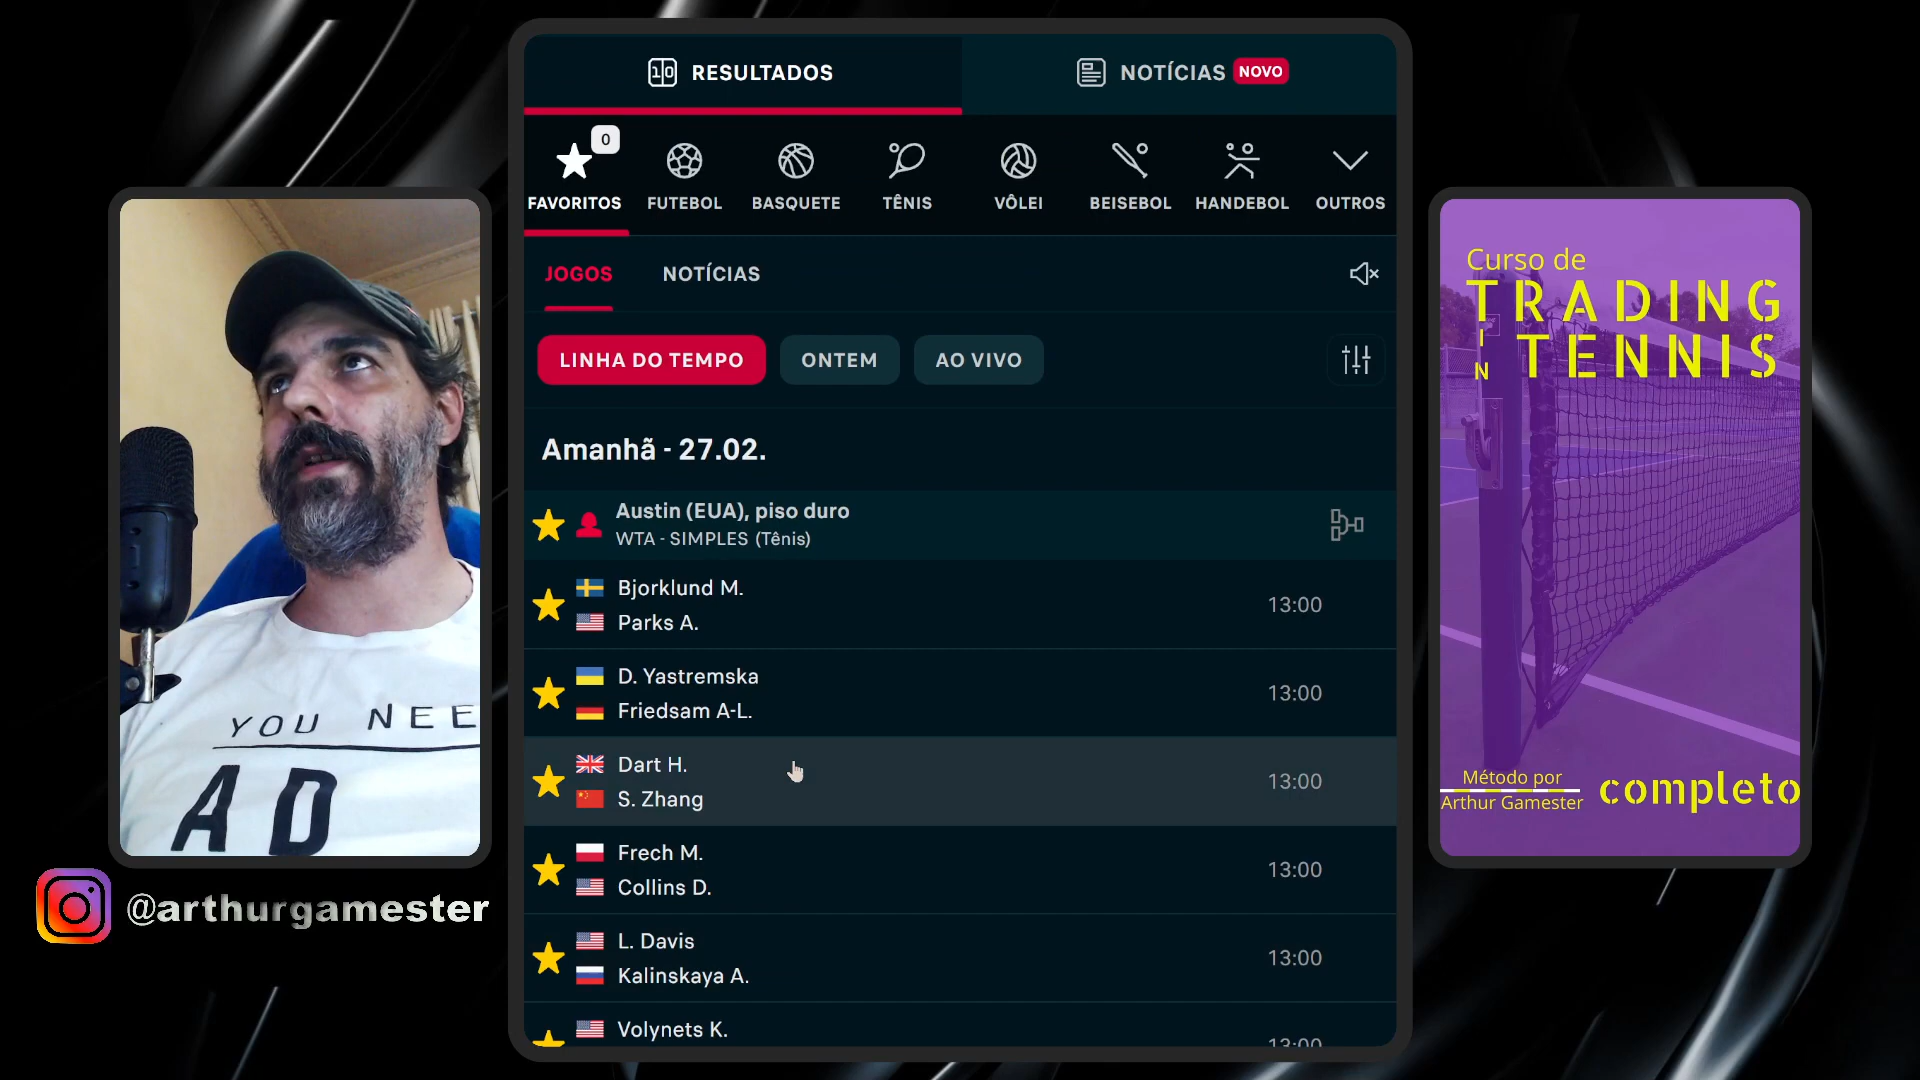 RESULTADOS
NOTÍCIAS NOVO
0
FAVORITOS
FUTEBOL
BASQUETE
TÊNIS
VÔLEI
BEISEBOL
HANDEBOL
OUTROS
JOGOS
NOTÍCIAS
LINHA DO TEMPO
ONTEM
AO VIVO
Amanhã - 27.02.
Austin (EUA), piso duro
WTA - SIMPLES (Tênis)
Bjorklund M.
Parks A.
13:00
D. Yastremska
Friedsam A-L.
13:00
Dart H.
S. Zhang
13:00
Frech M.
Collins D.
13:00
L. Davis
Kalinskaya A.
13:00
Volynets K.
13:00
YOU NEE
AD
@arthurgamester
Curso de
TRADING
IN
TENNIS
Método por
Arthur Gamester
completo